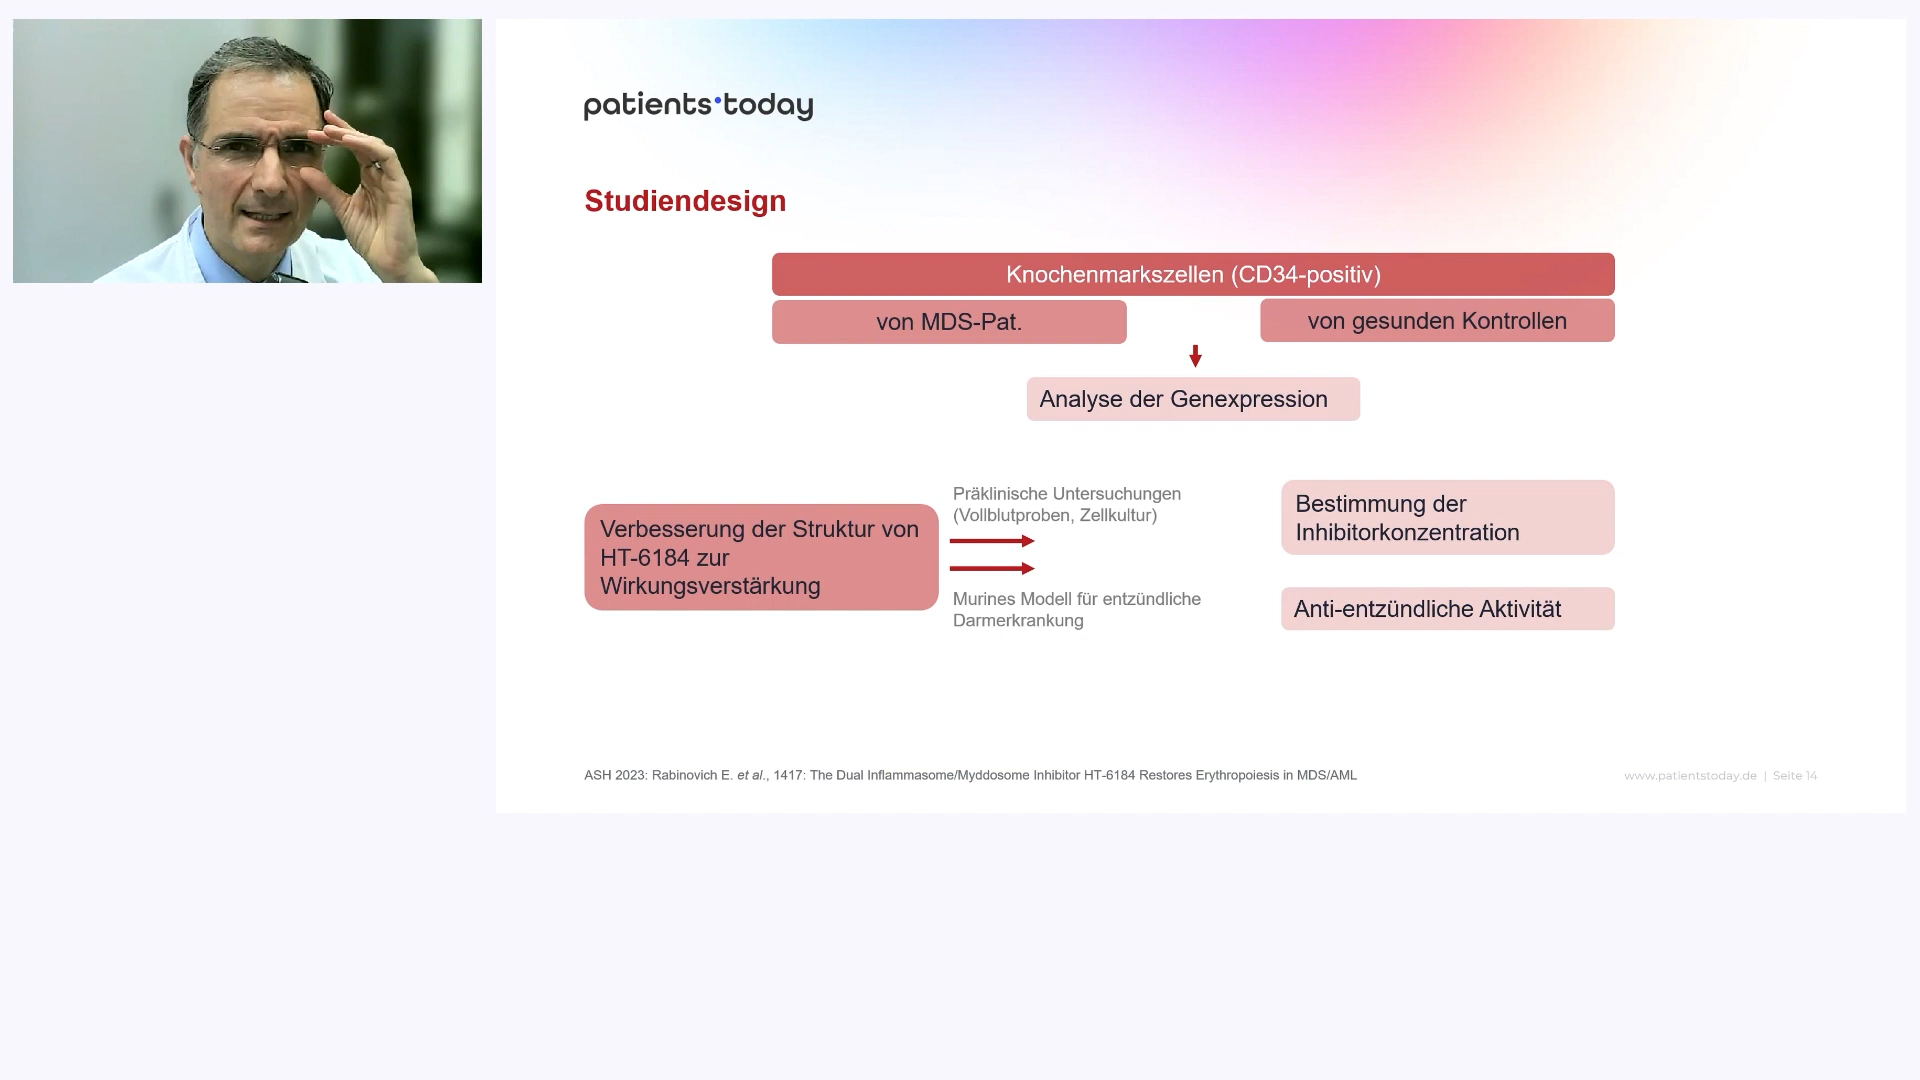 patients•today
Studiendesign
Knochenmarkszellen (CD34-positiv)
von MDS-Pat.
von gesunden Kontrollen
Analyse der Genexpression
Verbesserung der Struktur von
HT-6184 zur
Wirkungsverstärkung
Präklinische Untersuchungen
(Vollblutproben, Zellkultur)
Murines Modell für entzündliche
Darmerkrankung
Bestimmung der
Inhibitorkonzentration
Anti-entzündliche Aktivität
ASH 2023: Rabinovich E. et al., 1417: The Dual Inflammasome/Myddosome Inhibitor HT-6184 Restores Erythropoiesis in MDS/AML
www.patientstoday.de | Seite 14